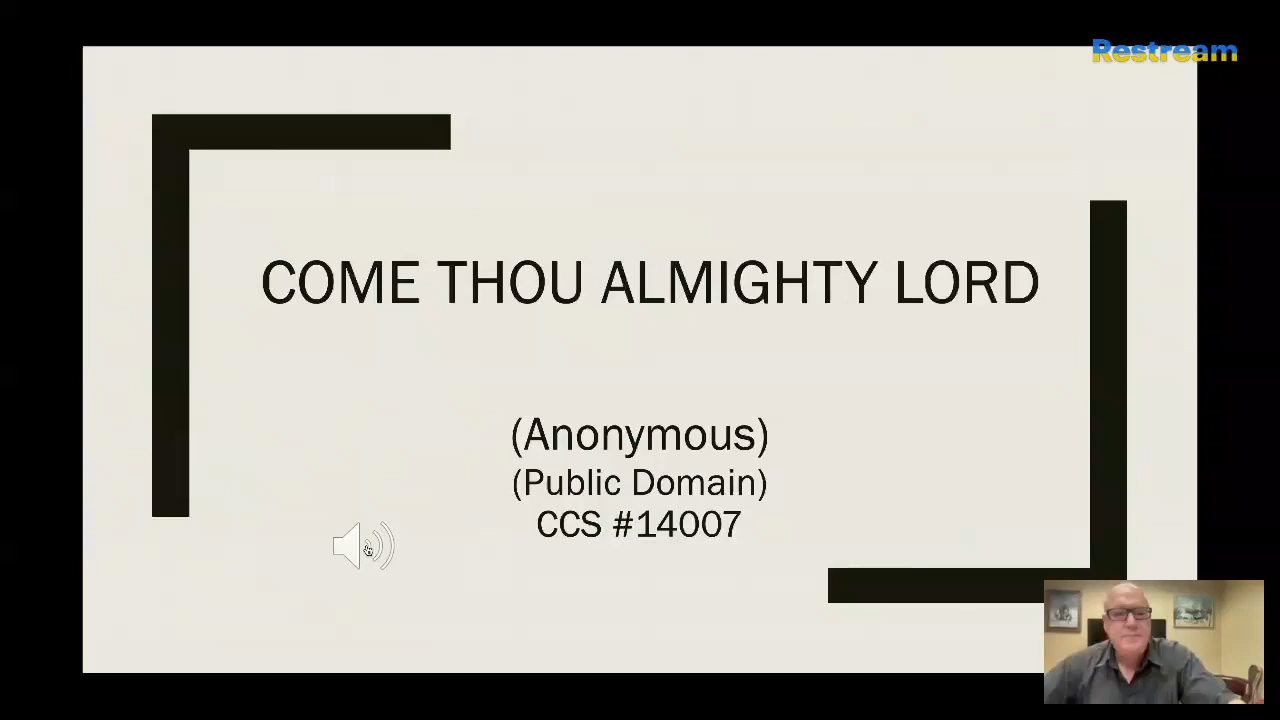 Restream
COME THOU ALMIGHTY LORD
(Anonymous)
(Public Domain)
CCS #14007